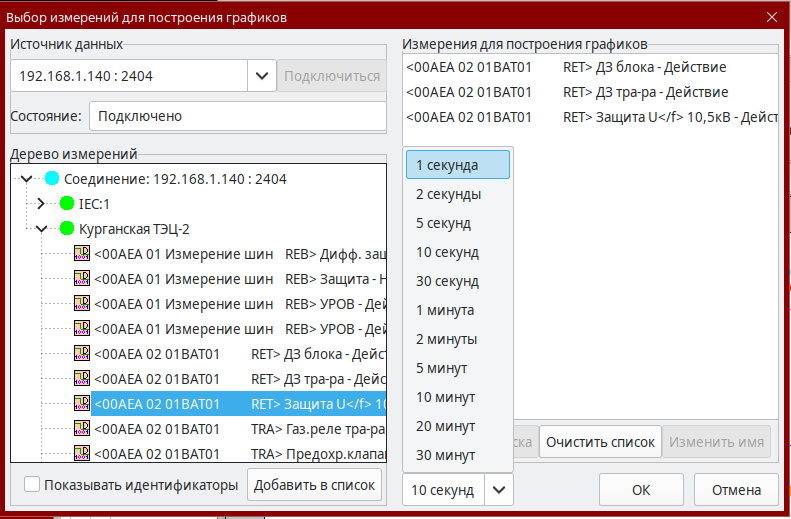 Выбор измерений для построения графиков
Источник данных
192.168.1.140 : 2404
Подключиться
Состояние:
Подключено
Дерево измерений
Соединение: 192.168.1.140 : 2404
IEC:1
Курганская ТЭЦ-2
<00AEA 01 Измерение шин REB> Дифф. защ
<00AEA 01 Измерение шин REB> Защита - Н
<00AEA 01 Измерение шин REB> УРОВ - Дей
<00AEA 01 Измерение шин REB> УРОВ - Дей
<00AEA 02 01BAT01 RET> ДЗ блока - Дейст
<00AEA 02 01BAT01 RET> ДЗ тра-ра - Дейс
<00AEA 02 01BAT01 RET> Защита U</f> 10
<00AEA 02 01BAT01 TRA> Газ.реле тра-ра
<00AEA 02 01BAT01 TRA> Предохр.клапа
Показывать идентификаторы
Добавить в список
Измерения для построения графиков
<00AEA 02 01BAT01 RET> ДЗ блока - Действие
<00AEA 02 01BAT01 RET> ДЗ тра-ра - Действие
<00AEA 02 01BAT01 RET> Защита U</f> 10,5кВ - Дейст
1 секунда
2 секунды
5 секунд
10 секунд
30 секунд
1 минута
2 минуты
5 минут
10 минут
20 минут
30 минут
ска
Очистить список
Изменить имя
10 секунд
ОК
Отмена